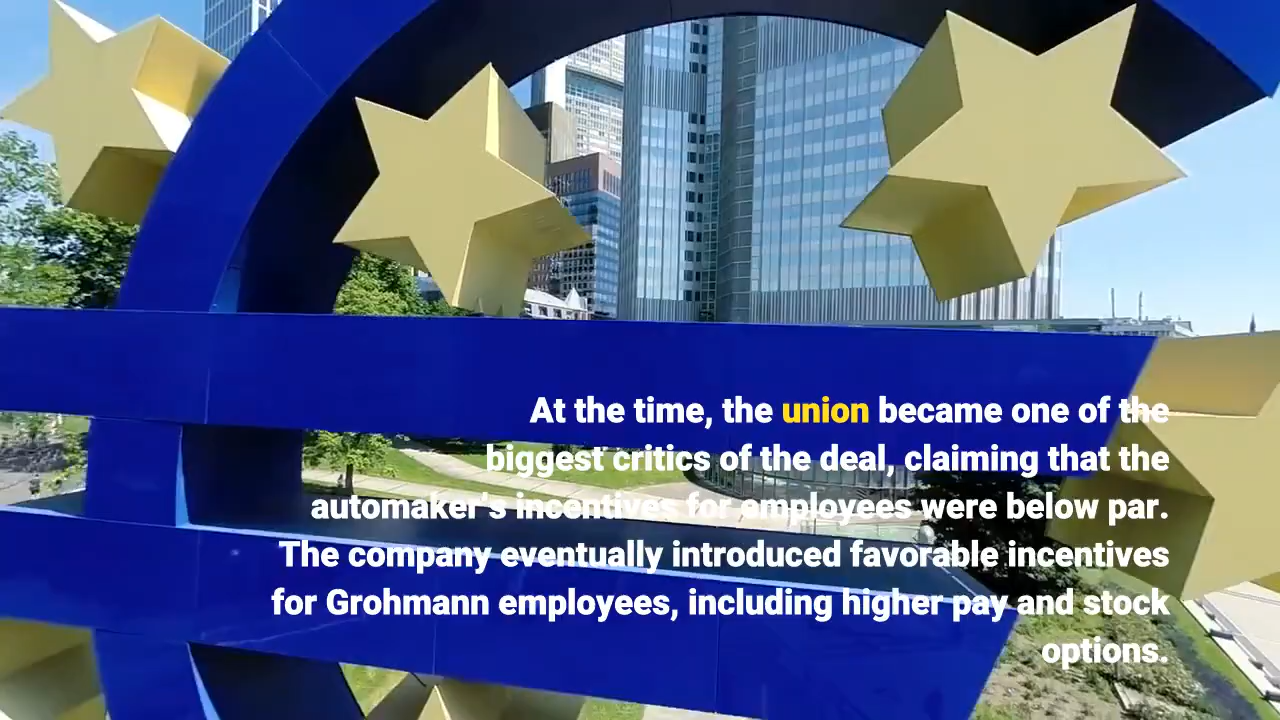 At the time, the union became one of the
biggest critics of the deal, claiming that the
automaker's incentives for employees were below par.
The company eventually introduced favorable incentives
for Grohmann employees, including higher pay and stock
options.